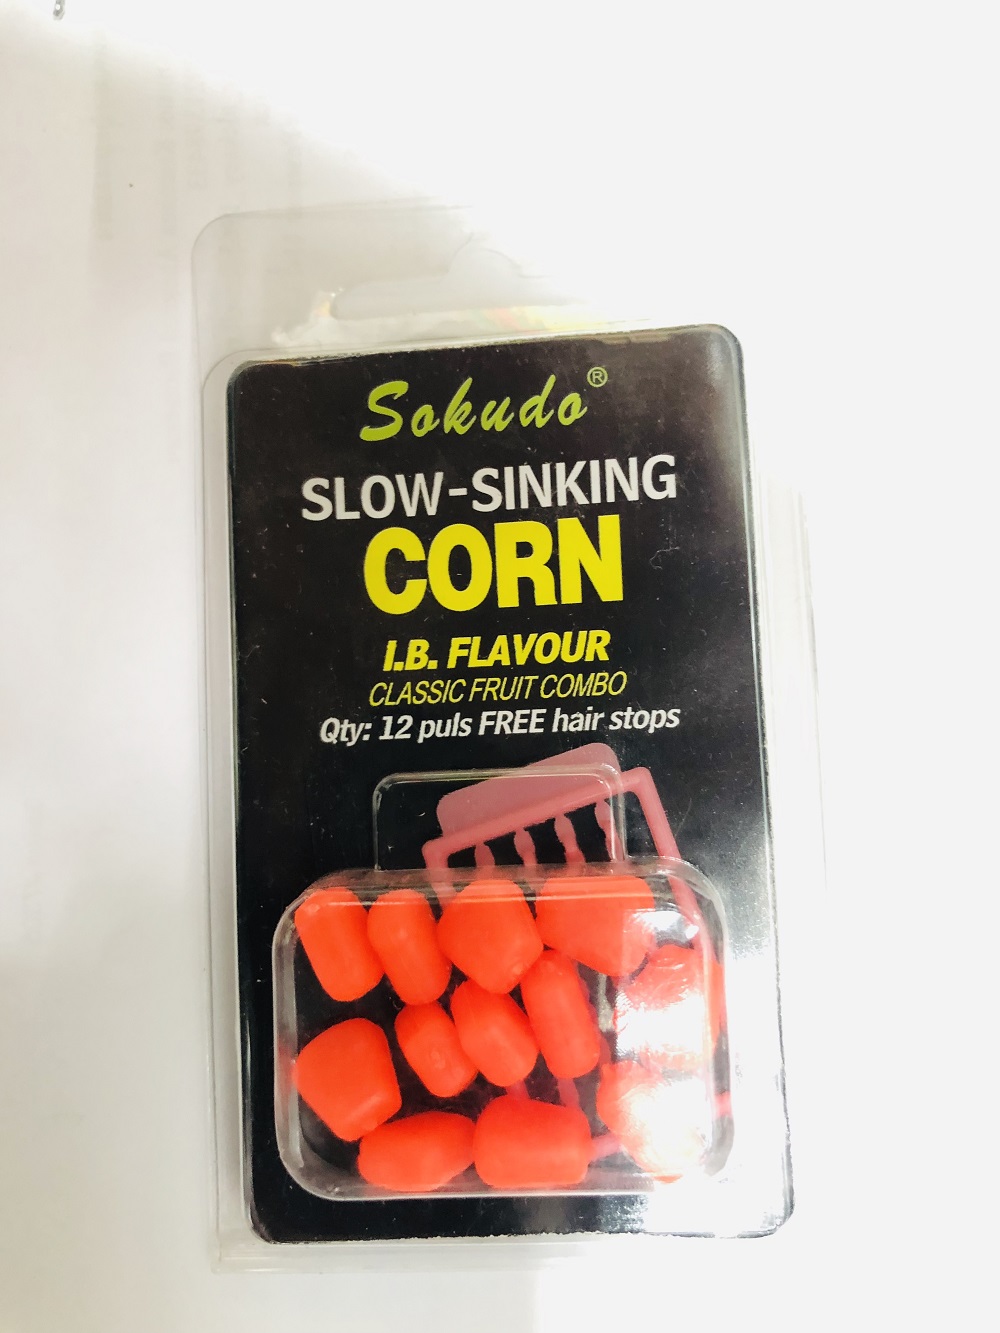 Sokudo®
SLOW-SINKING
CORN
I.B. FLAVOUR
CLASSIC FRUIT COMBO
Qty: 12 puls FREE hair stops